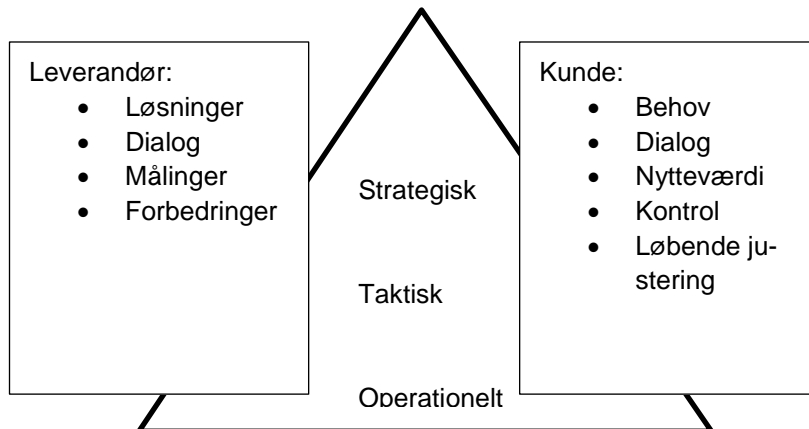 Leverandør:
• Løsninger
• Dialog
• Målinger
• Forbedringer
Strategisk
Taktisk
Operationelt
Kunde:
• Behov
• Dialog
• Nytteværdi
• Kontrol
• Løbende ju-
stering